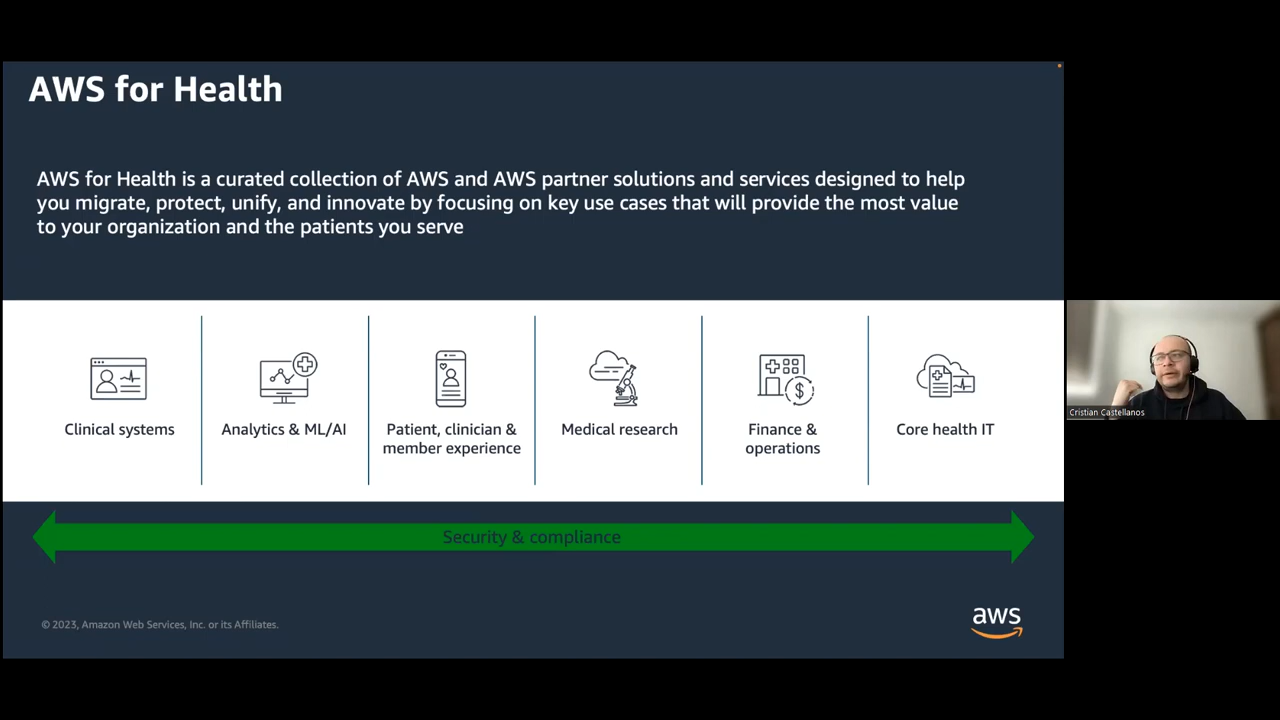 AWS for Health
AWS for Health is a curated collection of AWS and AWS partner solutions and services designed to help
you migrate, protect, unify, and innovate by focusing on key use cases that will provide the most value
to your organization and the patients you serve
Clinical systems
Analytics & ML/AI
Patient, clinician &
member experience
Medical research
Finance &
operations
Core health IT
Security & compliance
© 2023, Amazon Web Services, Inc. or its Affiliates.
aws
Cristian Castellanos